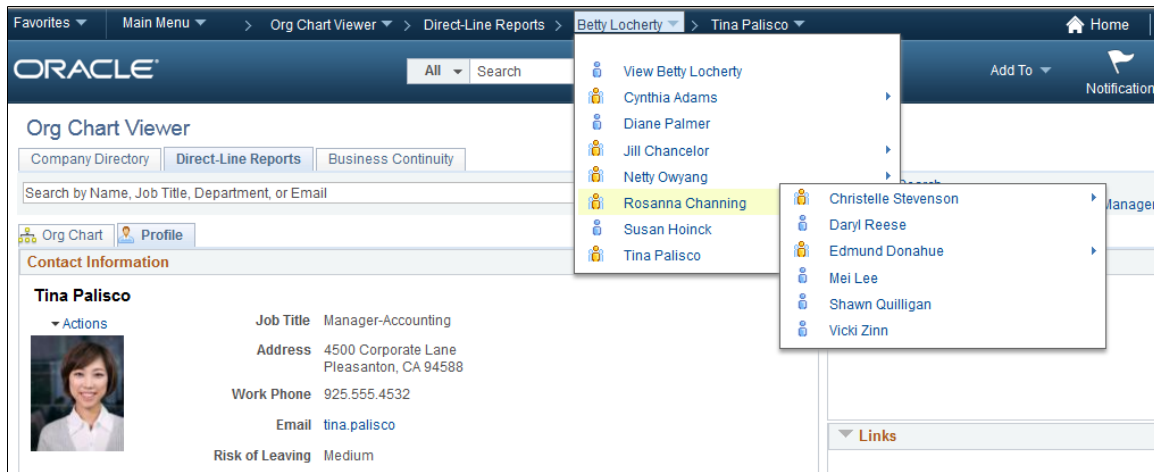 Favorites Main Menu > Org Chart Viewer > Direct-Line Reports > Betty Locherty > Tina Palisco Home
ORACLE All Search Add To Notification
View Betty Locherty
Cynthia Adams
Diane Palmer
Jill Chancelor
Netty Owyang
Rosanna Channing
Susan Hoinck
Tina Palisco
Christelle Stevenson
Daryl Reese
Edmund Donahue
Mei Lee
Shawn Quilligan
Vicki Zinn
Org Chart Viewer
Company Directory Direct-Line Reports Business Continuity
Search by Name, Job Title, Department, or Email
Manager
Org Chart Profile
Contact Information
Tina Palisco
Actions
Job Title Manager-Accounting
Address 4500 Corporate Lane
Pleasanton, CA 94588
Work Phone 925.555.4532
Email tina.palisco
Risk of Leaving Medium
Links